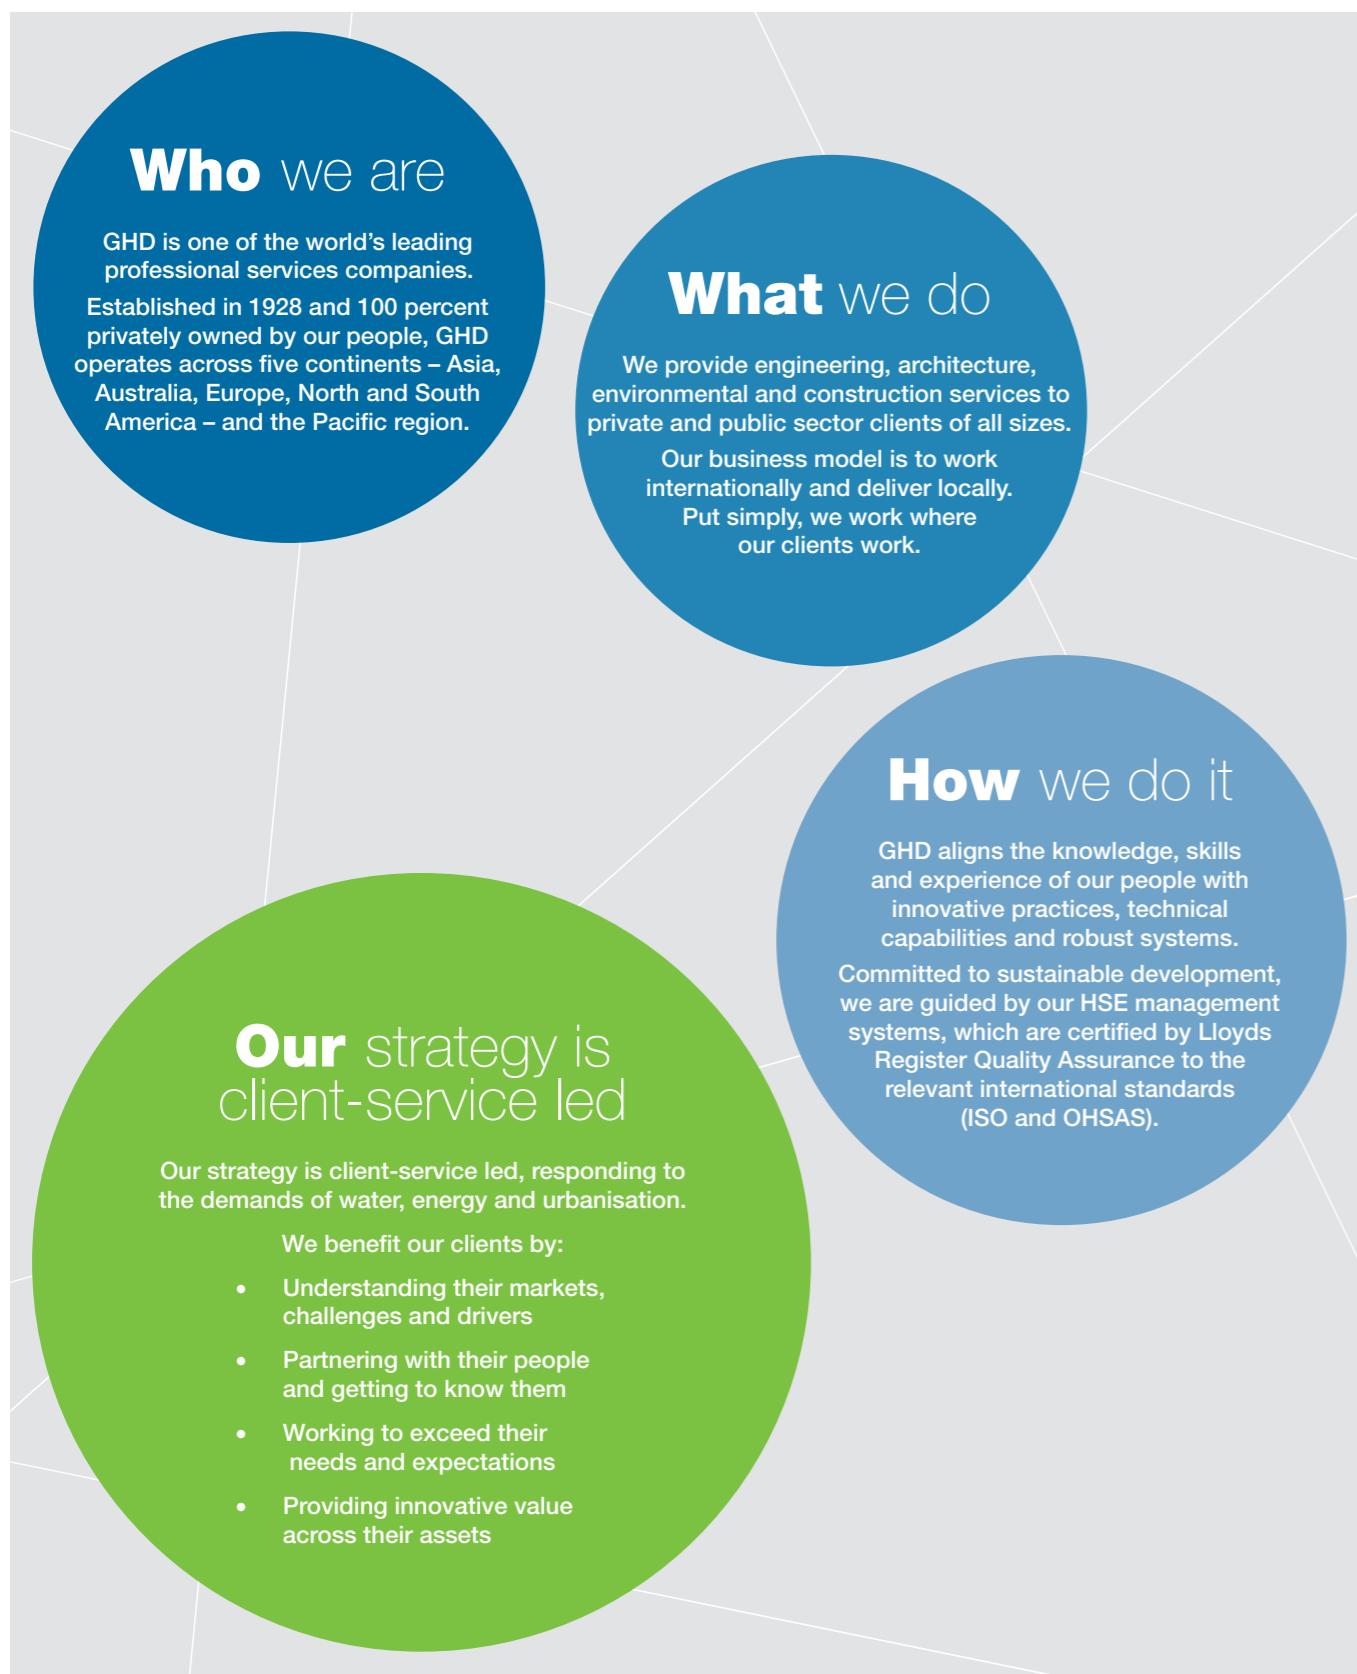 Who we are
GHD is one of the world's leading
professional services companies.
Established in 1928 and 100 percent
privately owned by our people, GHD
operates across five continents – Asia,
Australia, Europe, North and South
America – and the Pacific region.
What we do
We provide engineering, architecture,
environmental and construction services to
private and public sector clients of all sizes.
Our business model is to work
internationally and deliver locally.
Put simply, we work where
our clients work.
How we do it
GHD aligns the knowledge, skills
and experience of our people with
innovative practices, technical
capabilities and robust systems.
Committed to sustainable development,
we are guided by our HSE management
systems, which are certified by Lloyds
Register Quality Assurance to the
relevant international standards
(ISO and OHSAS).
Our strategy is
client-service led
Our strategy is client-service led, responding to
the demands of water, energy and urbanisation.
We benefit our clients by:
• Understanding their markets,
challenges and drivers
• Partnering with their people
and getting to know them
• Working to exceed their
needs and expectations
• Providing innovative value
across their assets